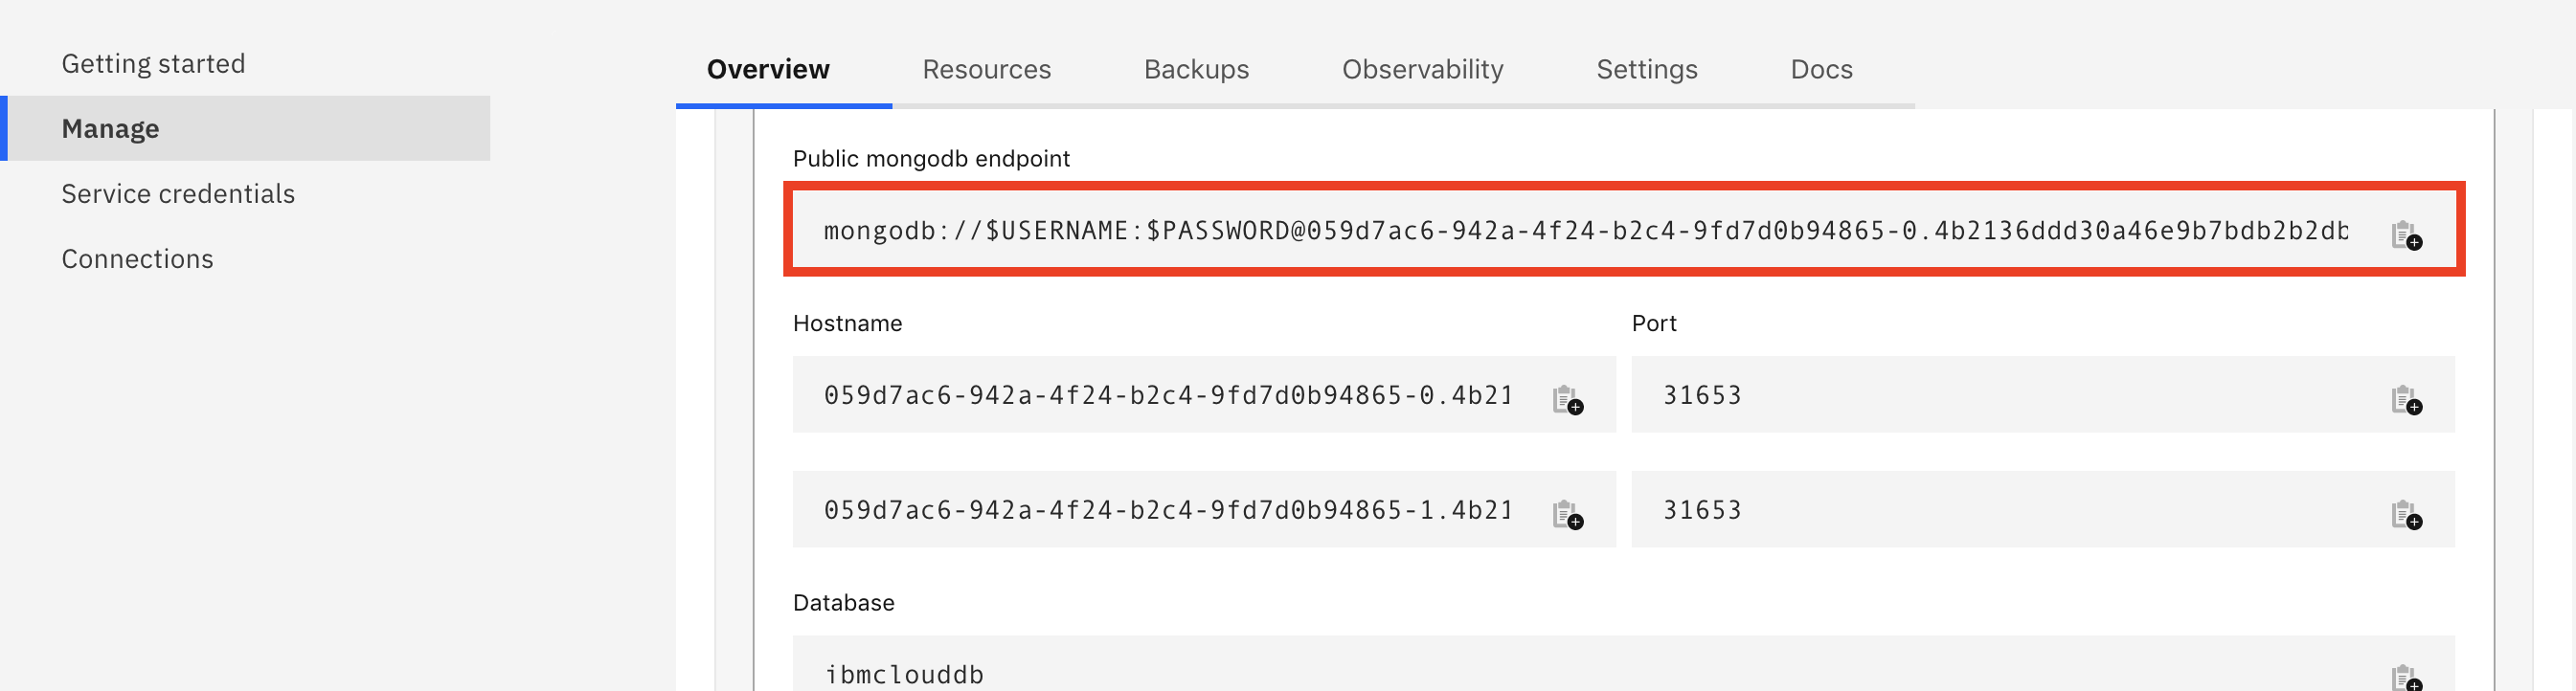 Getting started
Manage
Service credentials
Connections
Overview Resources Backups Observability Settings Docs
Public mongodb endpoint
mongodb://$USERNAME:$PASSWORD@059d7ac6-942a-4f24-b2c4-9fd7d0b94865-0.4b2136ddd30a46e9b7bdb2b2db
Hostname Port
059d7ac6-942a-4f24-b2c4-9fd7d0b94865-0.4b21 31653
059d7ac6-942a-4f24-b2c4-9fd7d0b94865-1.4b21 31653
Database
ibmclouddb